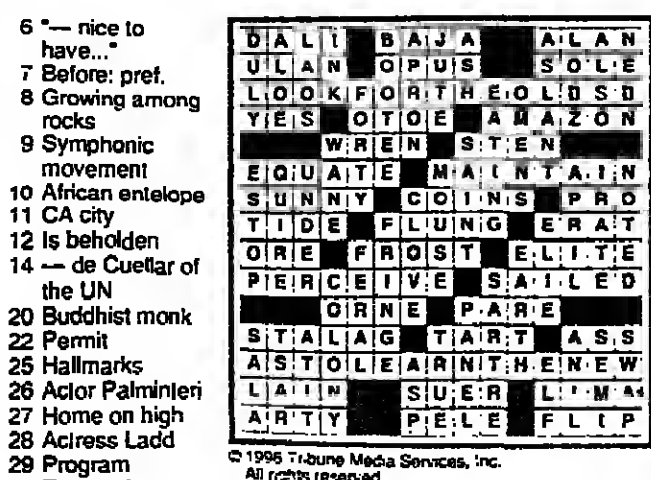 6 "— nice to
have..."
7 Before: pref.
8 Growing among
rocks
9 Symphonic
movement
10 African entelope
11 CA city
12 Is beholden
14 — de Cuellar of
the UN
20 Buddhist monk
22 Permit
25 Hallmarks
26 Actor Palminteri
27 Home on high
28 Actress Ladd
29 Program
DALI BAJA ALAN
ULAN OPUS SOLE
LOOKFORTHEOLDSD
YES OTOE AMAZON
WREN STEN
EQUATE MAINTAIN
SUNNY COINS PRO
TIDE FLUNG ERAT
ORE FROST ELITE
PERCEIVE SAILED
ORNE PARE
STALAG TART ASS
ASTOLEARNTHENEW
LAIN SUER LIMA
ARTY PELE FLIP
© 1996 Tribune Media Services, Inc.
All rights reserved